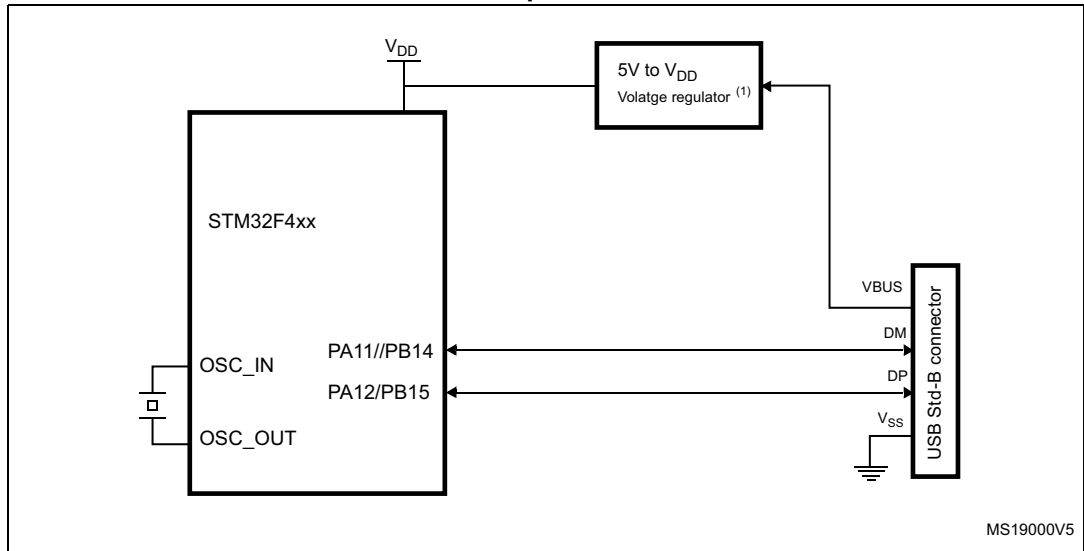 VDD
5V to VDD
Volatge regulator (1)
STM32F4xx
VBUS
DM
PA11//PB14
OSC_IN
DP
PA12/PB15
VSS
OSC_OUT
USB Std-B connector
MS19000V5